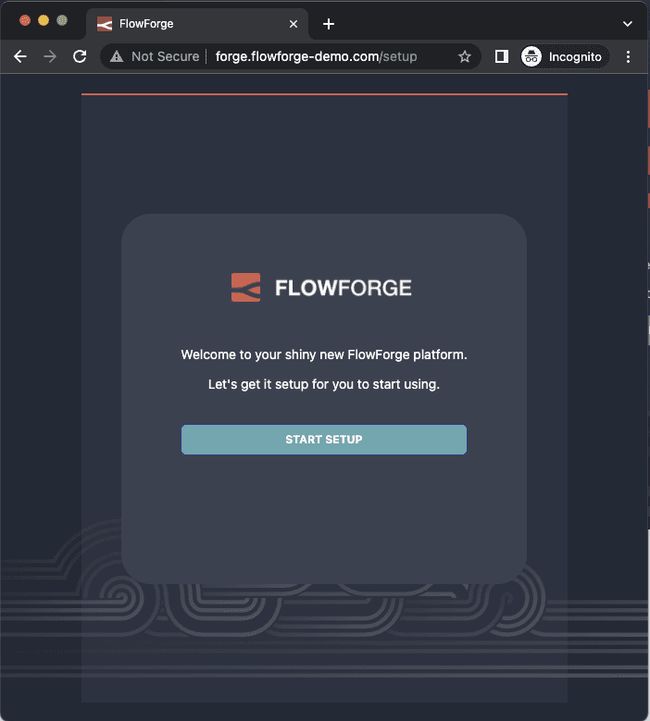 FlowForge
Not Secure | forge.flowforge-demo.com/setup
Incognito
FLOWFORGE
Welcome to your shiny new FlowForge platform.
Let's get it setup for you to start using.
START SETUP